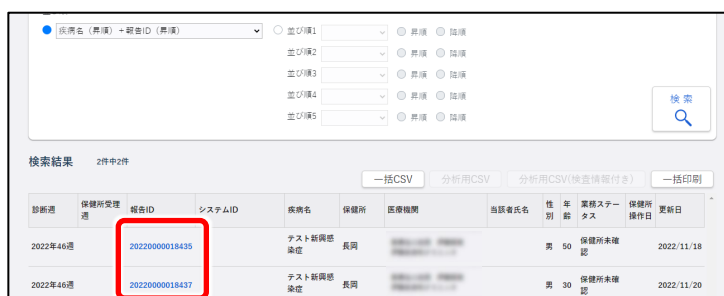 疾病名（昇順）+報告ID（昇順） 並び順1 昇順 降順
並び順2 昇順 降順
並び順3 昇順 降順
並び順4 昇順 降順
並び順5 昇順 降順
検索
検索結果 2件中2件
一括CSV 分析用CSV 分析用CSV(検査情報付き) 一括印刷
診断週 保健所受理週 報告ID システムID 疾病名 保健所 医療機関 当該者氏名 性別 年齢 業務ステータス 保健所操作日 更新日
2022年46週 20220000018435 テスト新興感染症 長岡 男 50 保健所未確認 2022/11/18
2022年46週 20220000018437 テスト新興感染症 長岡 男 30 保健所未確認 2022/11/20